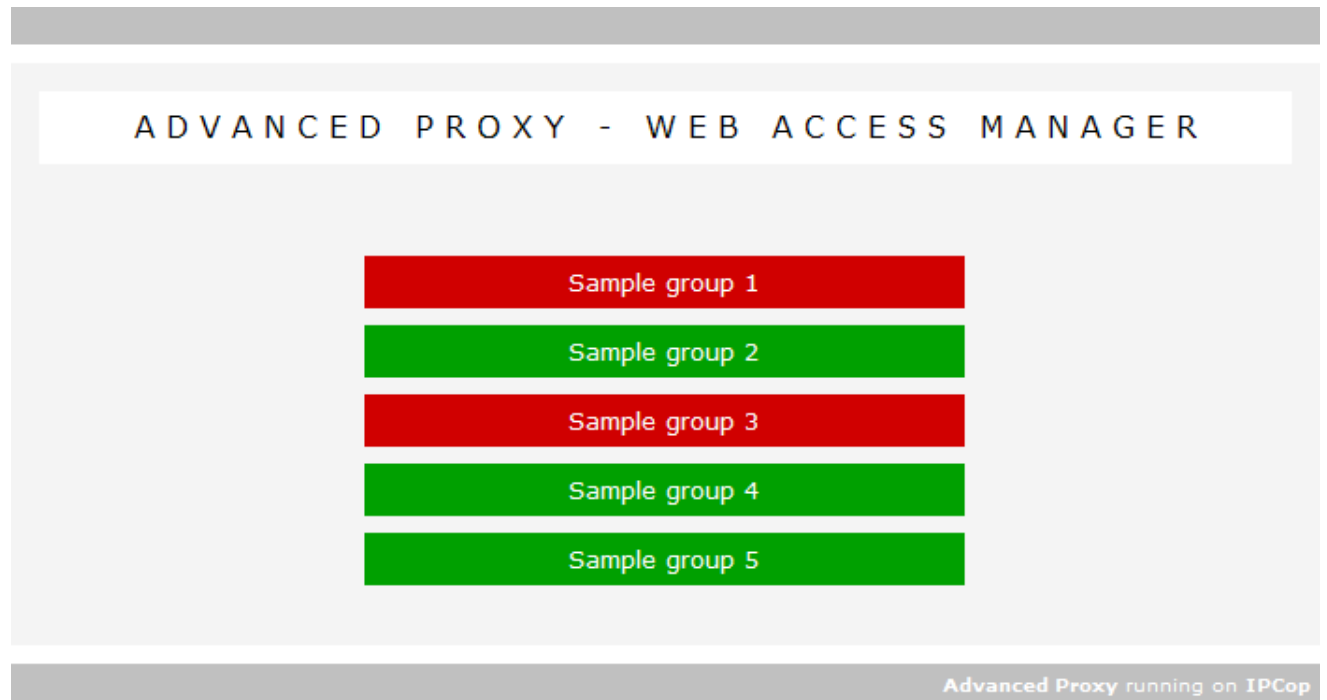 ADVANCED PROXY - WEB ACCESS MANAGER
Sample group 1
Sample group 2
Sample group 3
Sample group 4
Sample group 5
Advanced Proxy running on IPCop